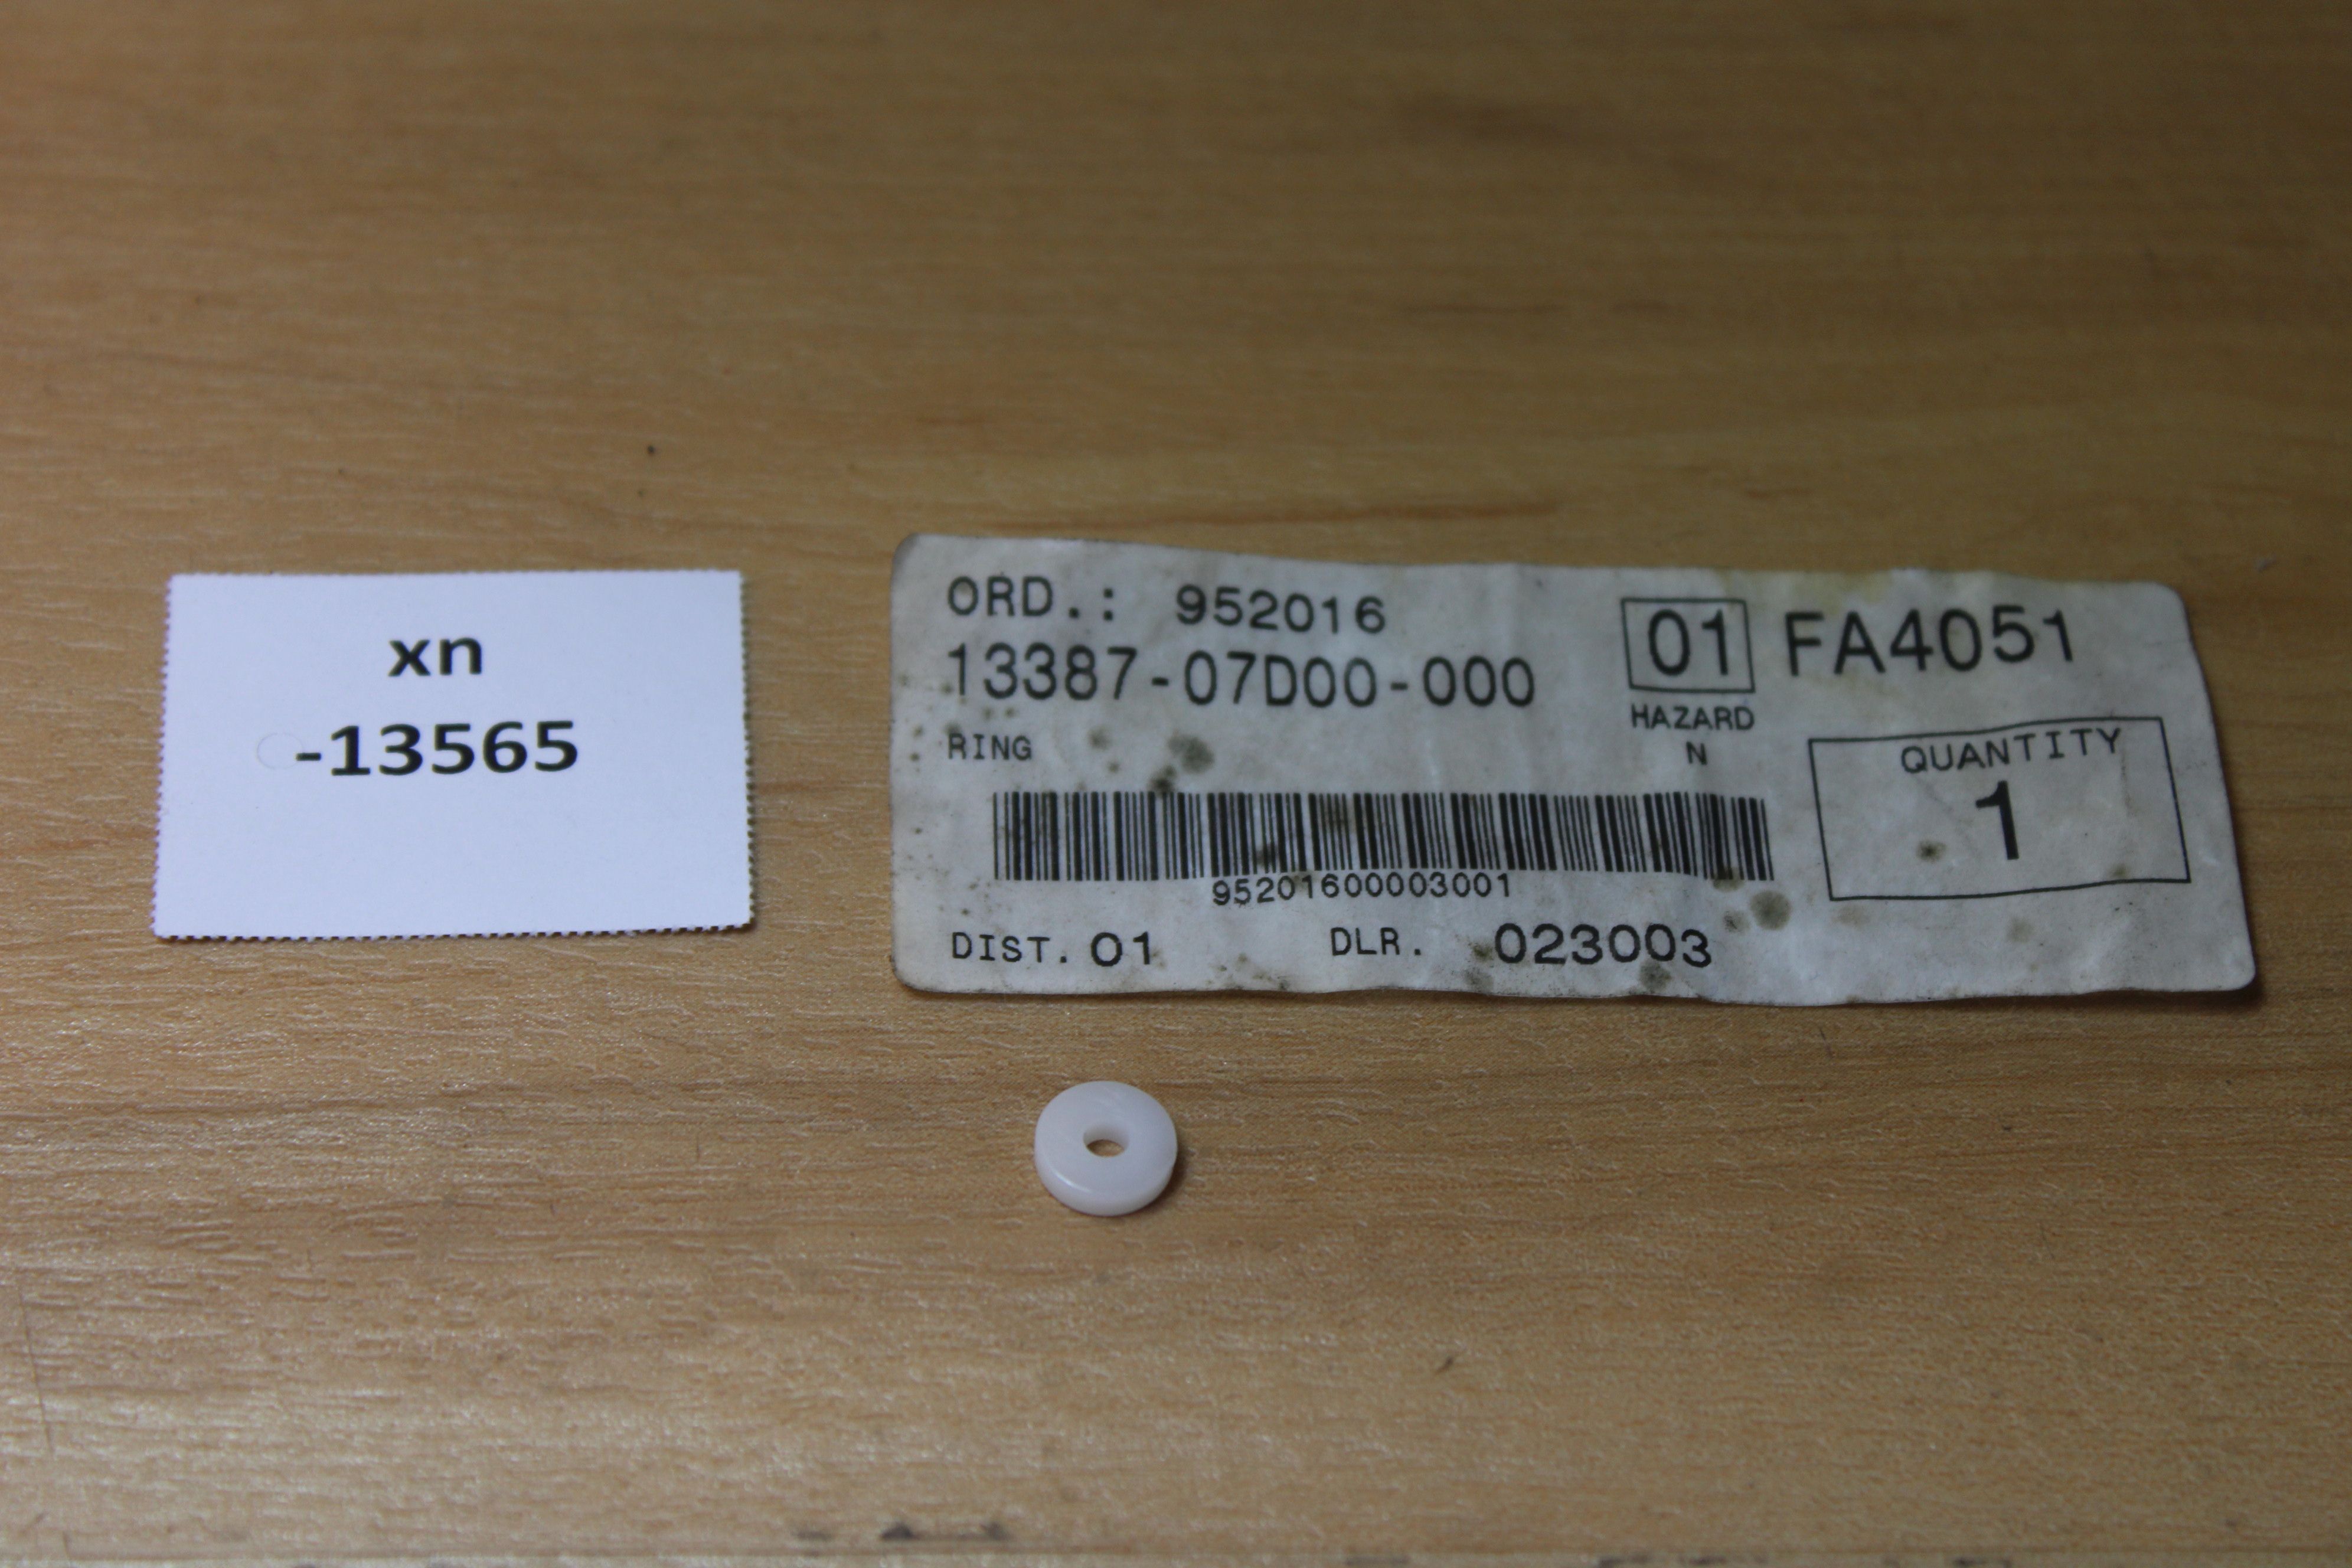 xn
-13565
ORD.: 952016
13387-07D00-000
RING
01 FA4051
HAZARD
N
QUANTITY
1
95201600003001
DIST. 01 DLR. 023003